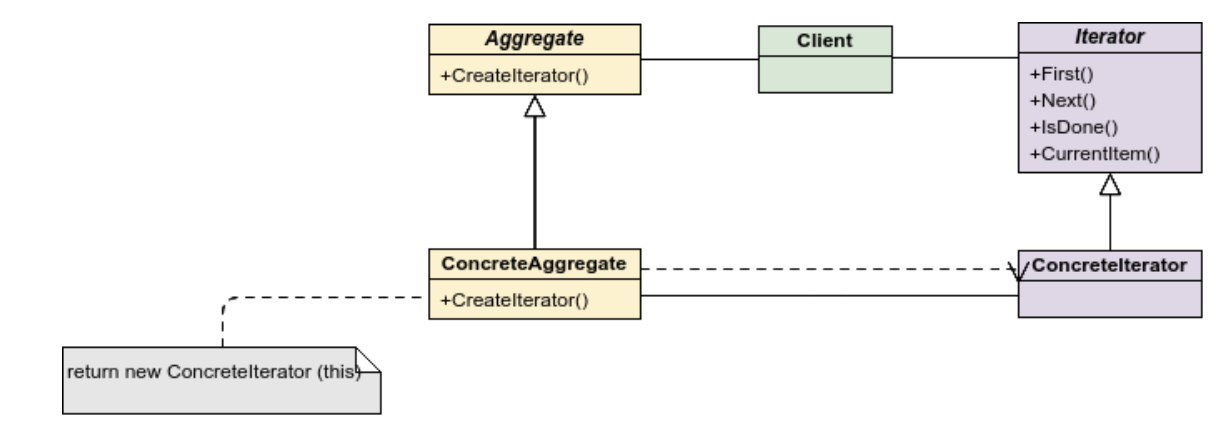 Aggregate
+CreateIterator()
Client
Iterator
+First()
+Next()
+IsDone()
+CurrentItem()
ConcreteAggregate
+CreateIterator()
ConcreteIterator
return new ConcreteIterator (this)